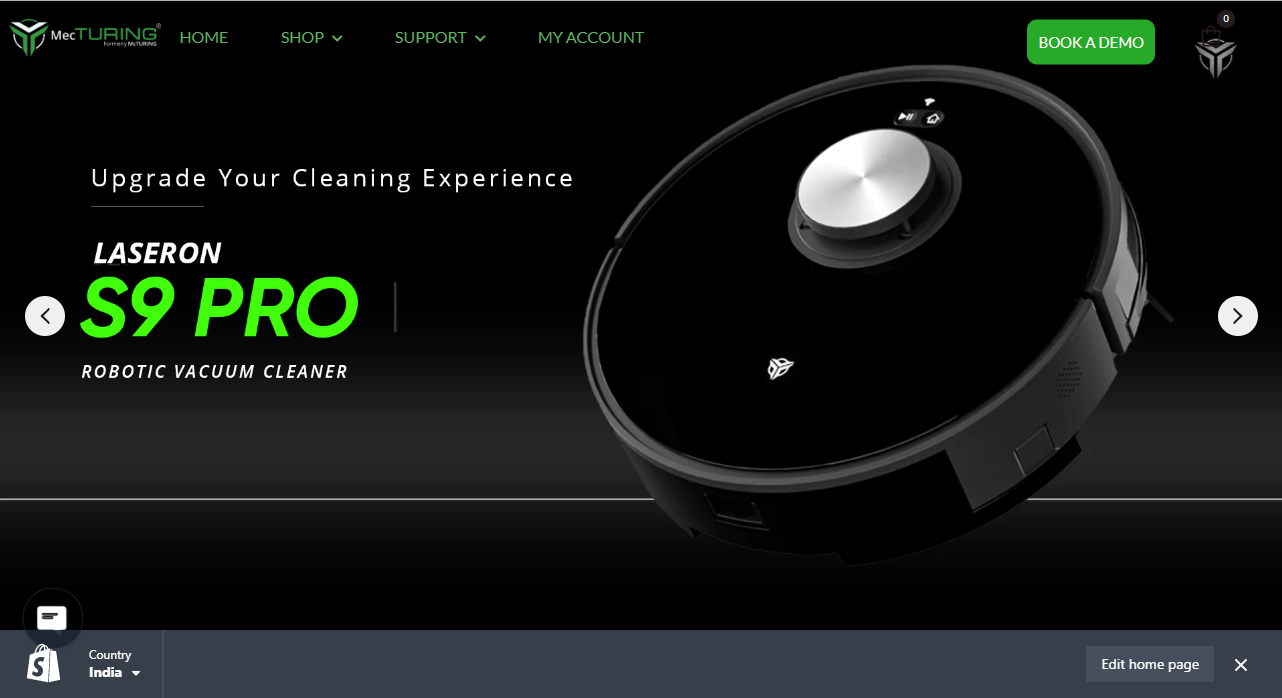 MecTURING®
Formerly McTURING
HOME
SHOP
SUPPORT
MY ACCOUNT
BOOK A DEMO
0
Upgrade Your Cleaning Experience
LASERON
S9 PRO
ROBOTIC VACUUM CLEANER
Country
India
Edit home page